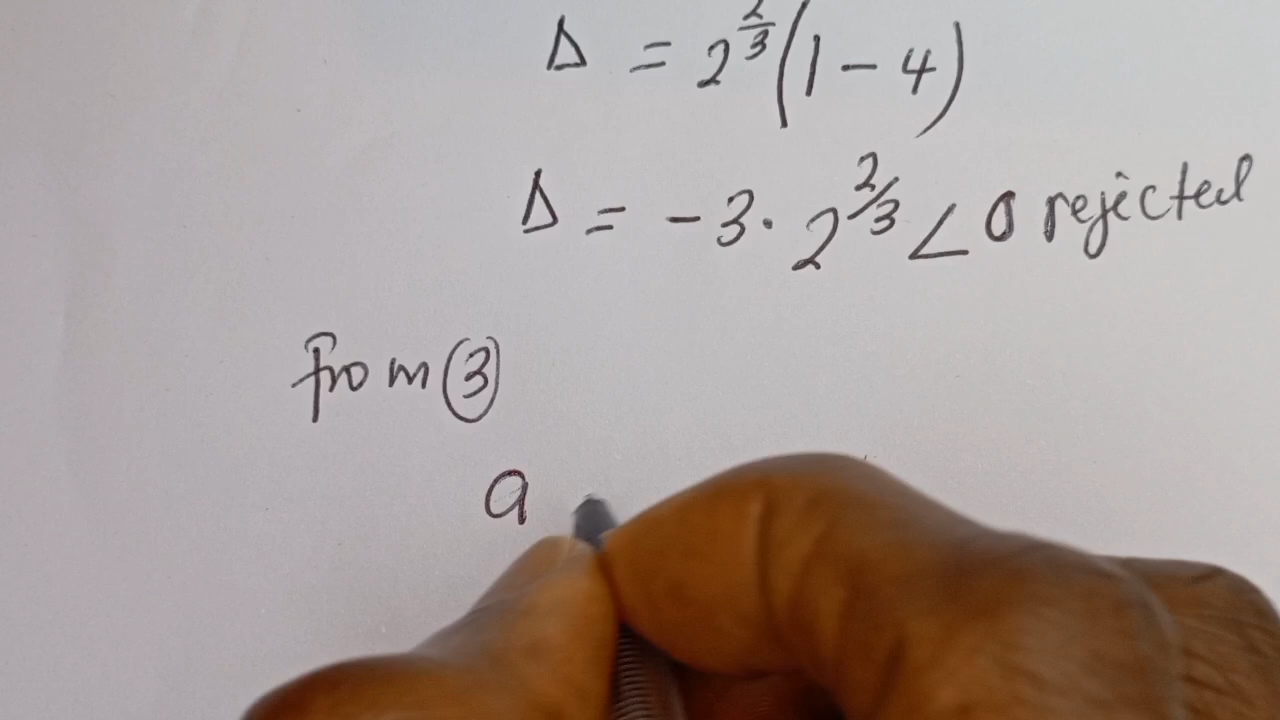 Δ = 2^{2/3}(1 - 4)
Δ = -3 · 2^{2/3} < 0 rejected
from ③
a